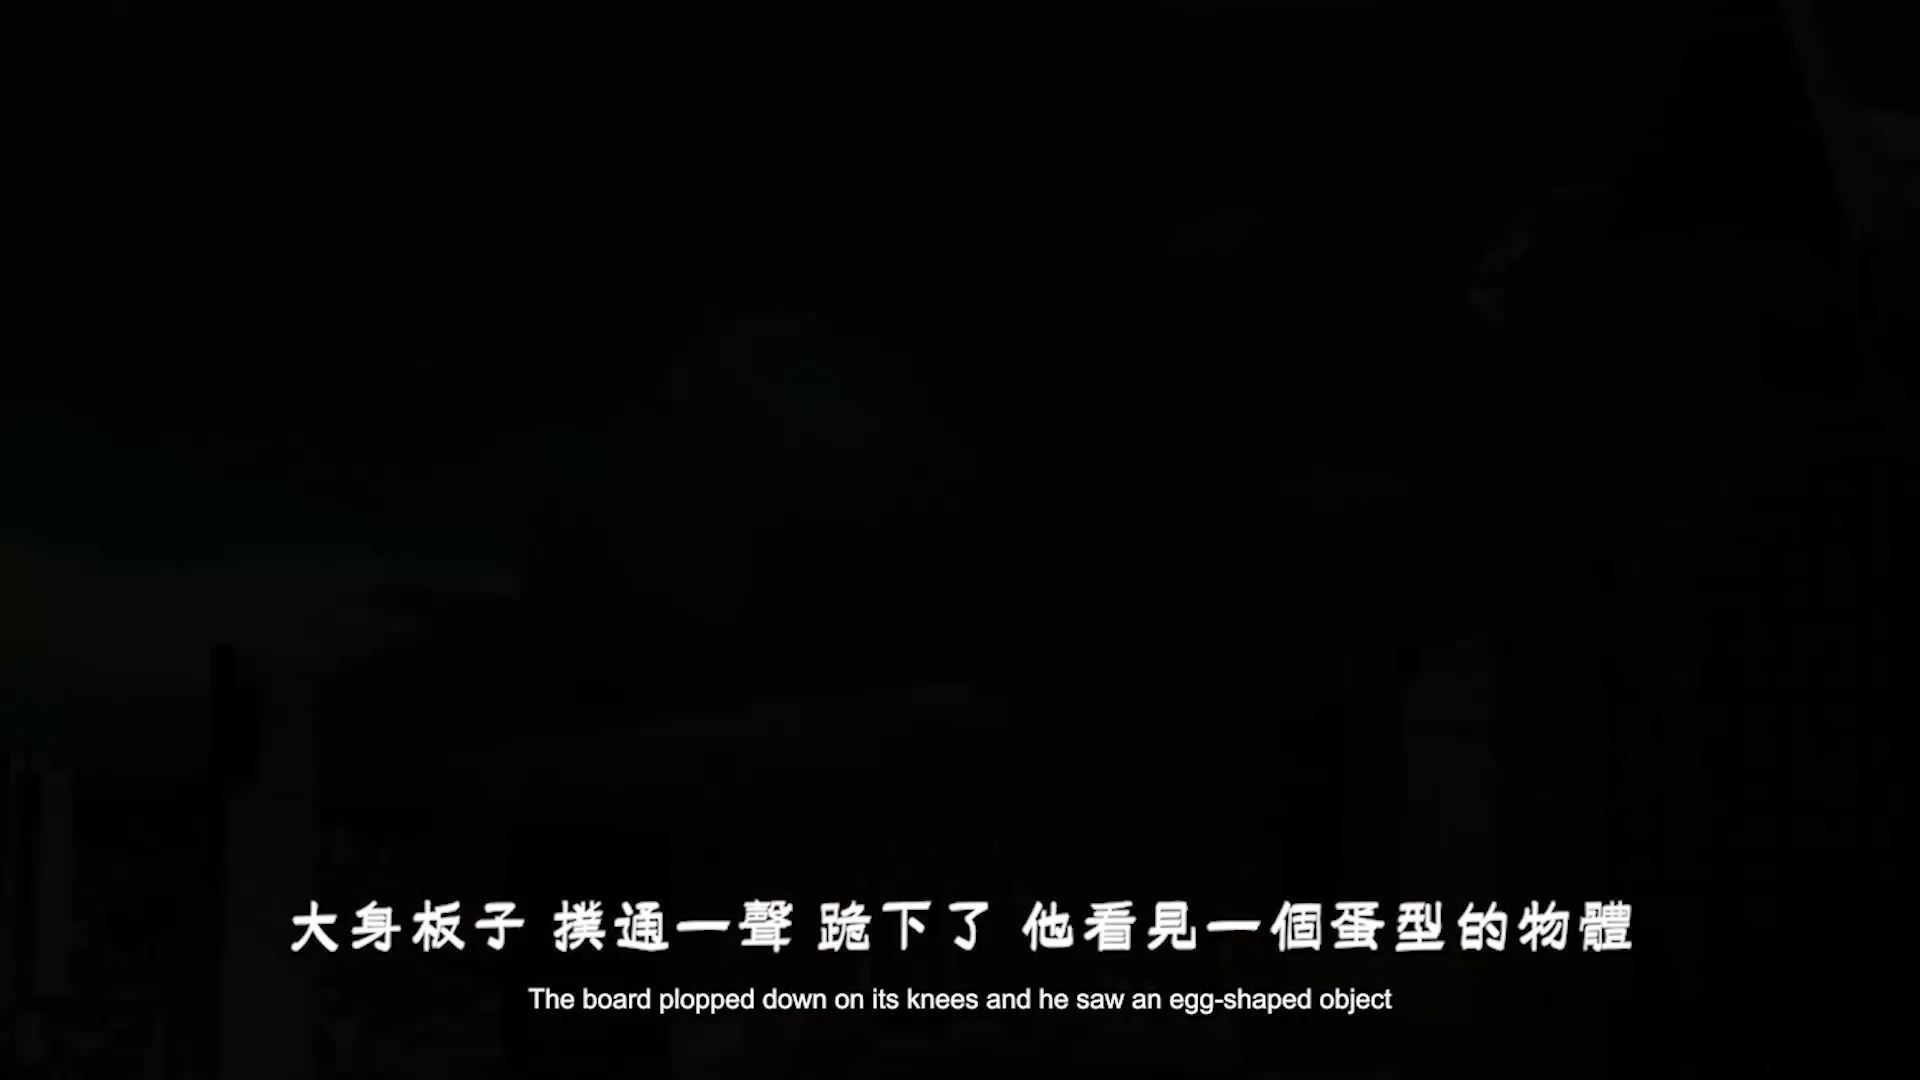 大身板子 撲通一聲 跪下了 他看見一個蛋型的物體
The board plopped down on its knees and he saw an egg-shaped object